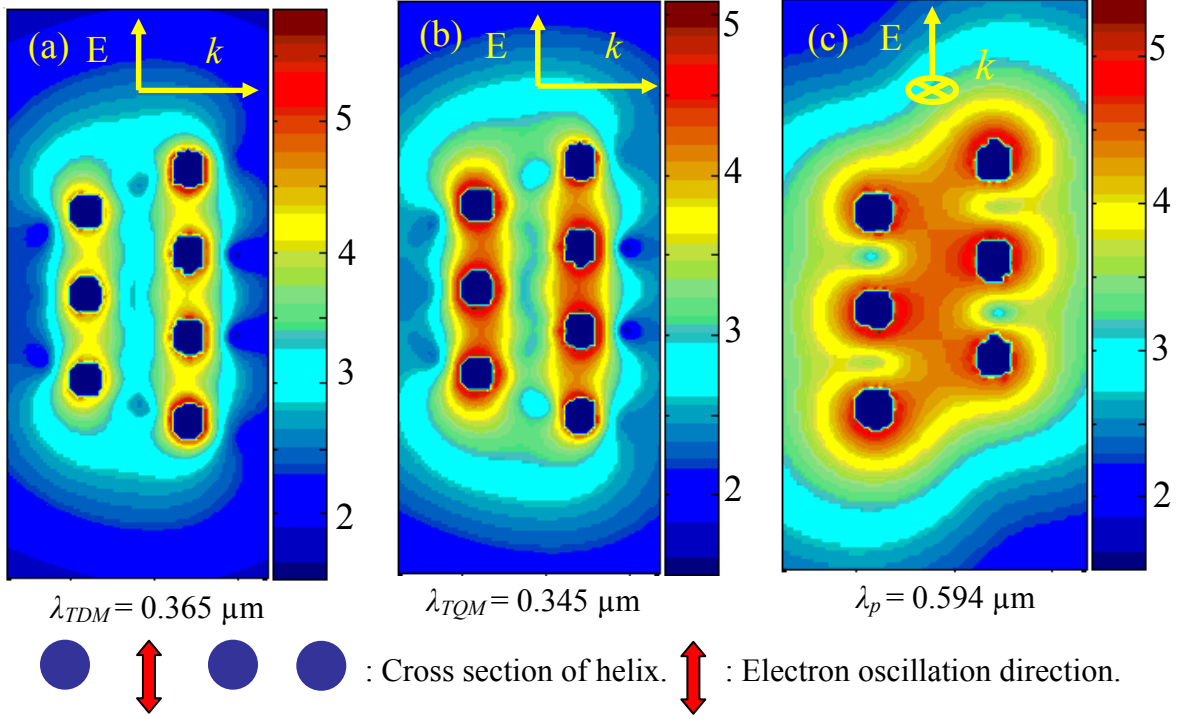 (a) E k
5
4
3
2
λTDM = 0.365 µm
(b) E k
5
4
3
2
λTQM = 0.345 µm
(c) E k
5
4
3
2
λp = 0.594 µm
: Cross section of helix. : Electron oscillation direction.